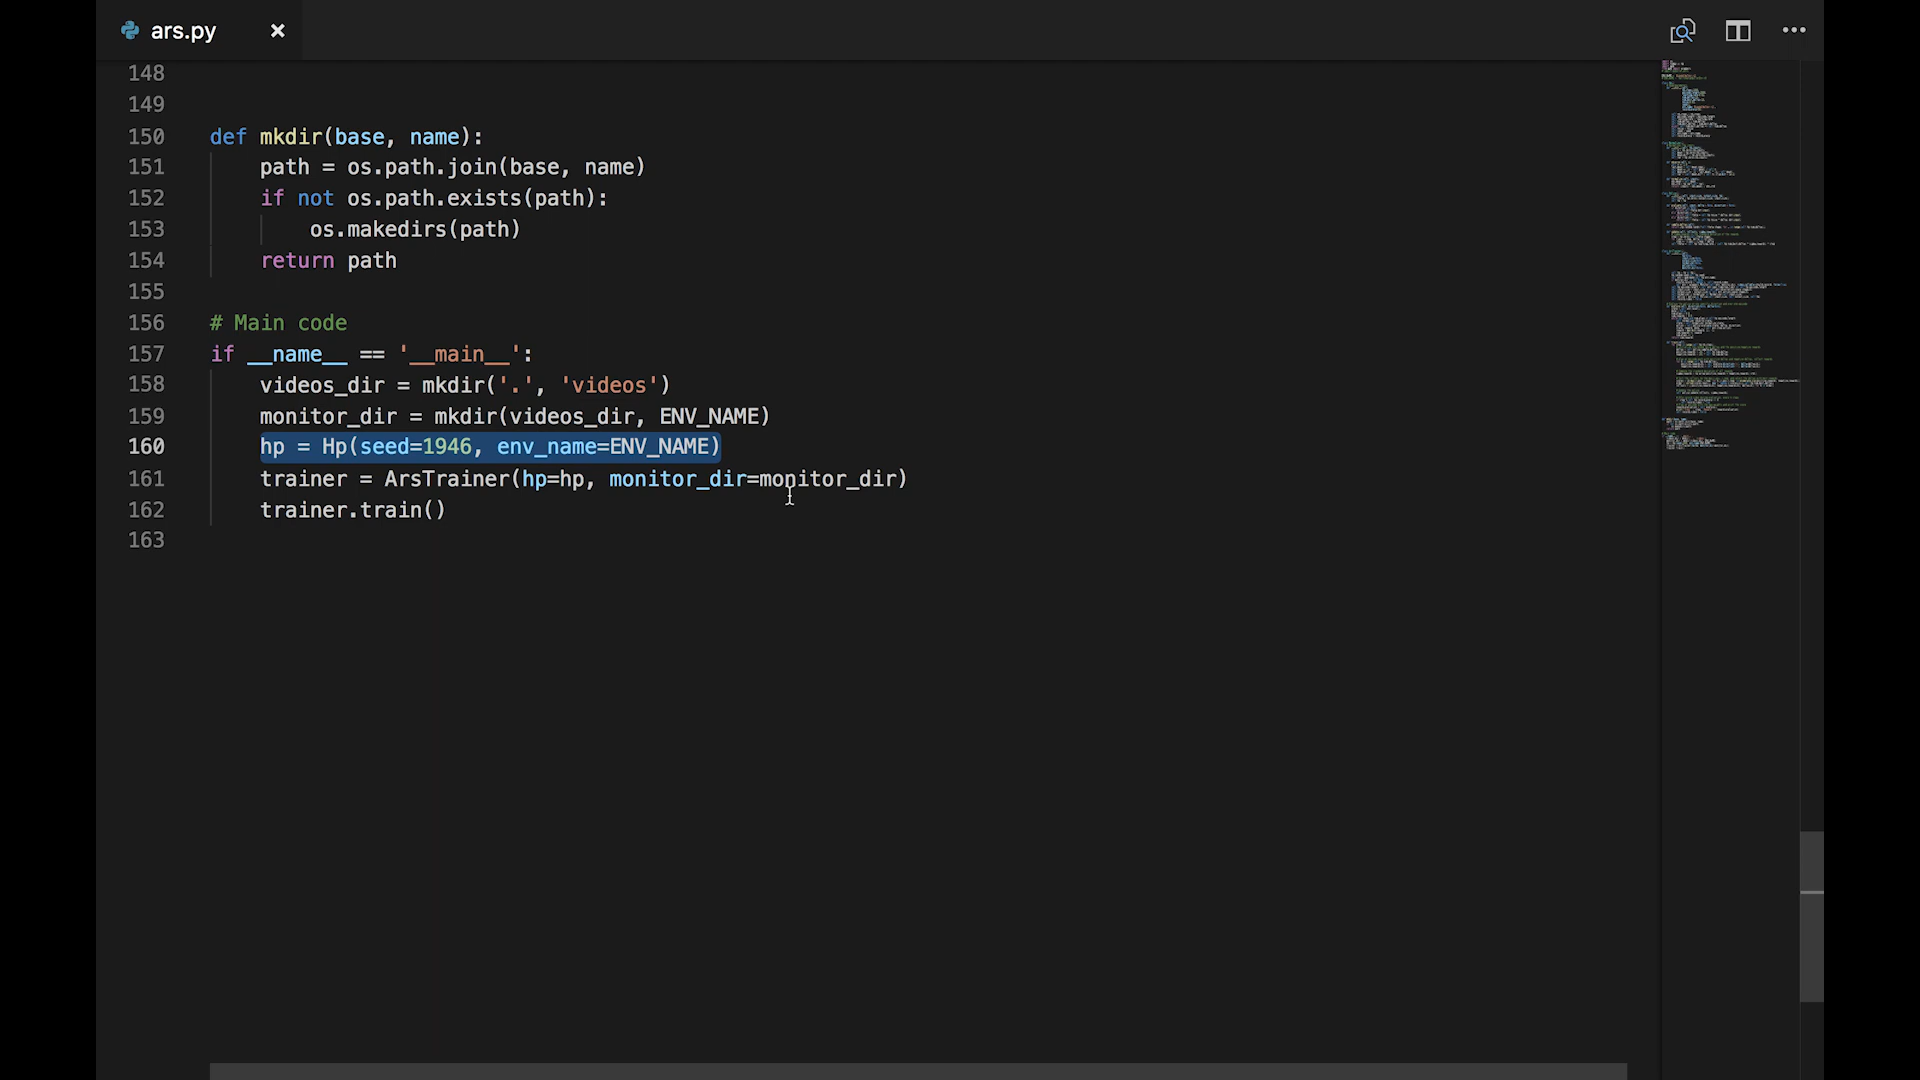 ars.py
148
149
150 def mkdir(base, name):
151 path = os.path.join(base, name)
152 if not os.path.exists(path):
153 os.makedirs(path)
154 return path
155
156 # Main code
157 if __name__ == '__main__':
158 videos_dir = mkdir('.', 'videos')
159 monitor_dir = mkdir(videos_dir, ENV_NAME)
160 hp = Hp(seed=1946, env_name=ENV_NAME)
161 trainer = ArsTrainer(hp=hp, monitor_dir=monitor_dir)
162 trainer.train()
163